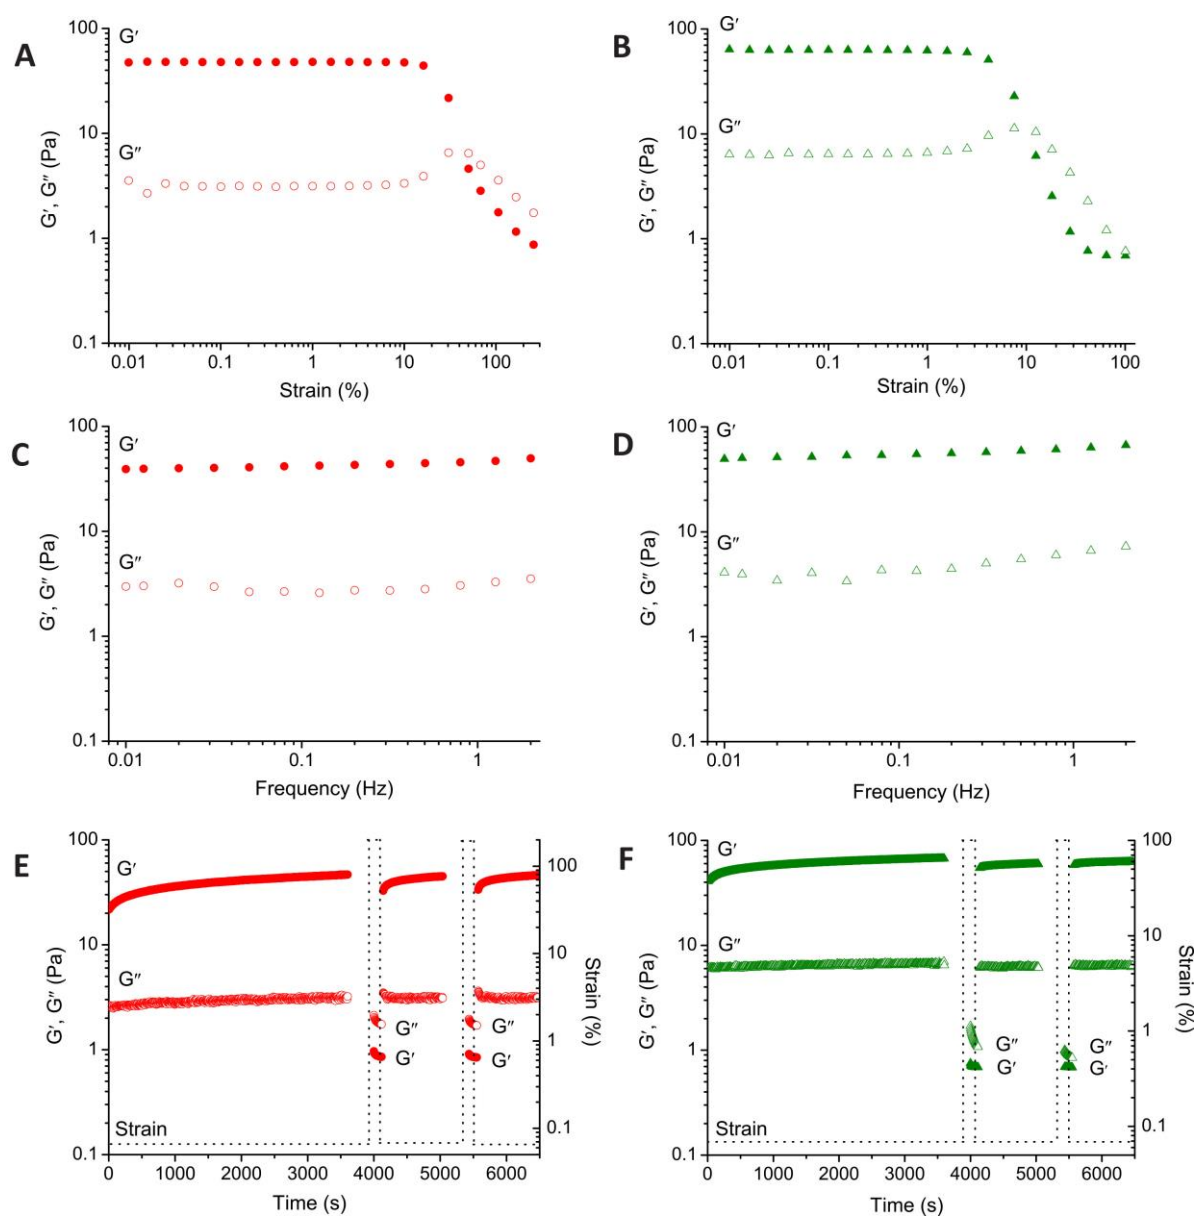 A
G′
G″
G′, G″ (Pa)
100
10
1
0.1
0.01 0.1 1 10 100
Strain (%)
B
G′
G″
G′, G″ (Pa)
100
10
1
0.1
0.01 0.1 1 10 100
Strain (%)
C
G′
G″
G′, G″ (Pa)
100
10
1
0.1
0.01 0.1 1
Frequency (Hz)
D
G′
G″
G′, G″ (Pa)
100
10
1
0.1
0.01 0.1 1
Frequency (Hz)
E
G′
G″
G″
G′
Strain
G′, G″ (Pa)
100
10
1
0.1
Strain (%)
100
10
1
0.1
0 1000 2000 3000 4000 5000 6000
Time (s)
F
G′
G″
G″
G′
Strain
G′, G″ (Pa)
100
10
1
0.1
Strain (%)
100
10
1
0.1
0 1000 2000 3000 4000 5000 6000
Time (s)